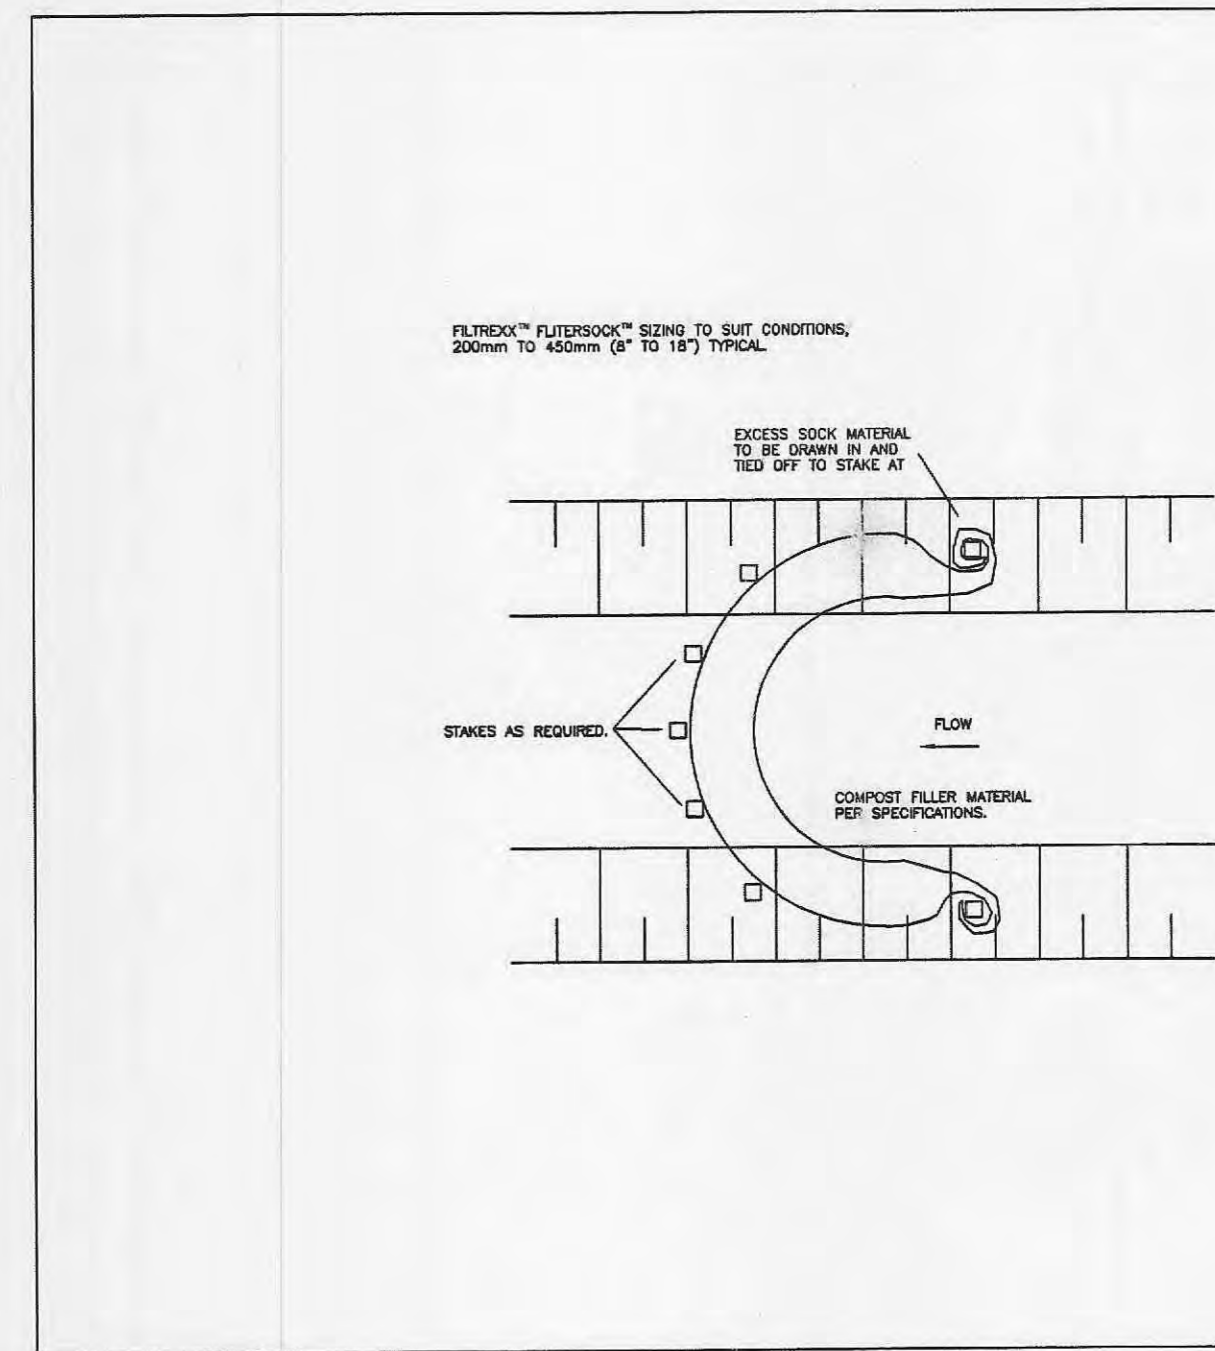 FILTREXX™ FLITERSOCK™ SIZING TO SUIT CONDITIONS,
200mm TO 450mm (8" TO 18") TYPICAL
EXCESS SOCK MATERIAL
TO BE DRAWN IN AND
TIED OFF TO STAKE AT
STAKES AS REQUIRED.
FLOW
COMPOST FILLER MATERIAL
PER SPECIFICATIONS.